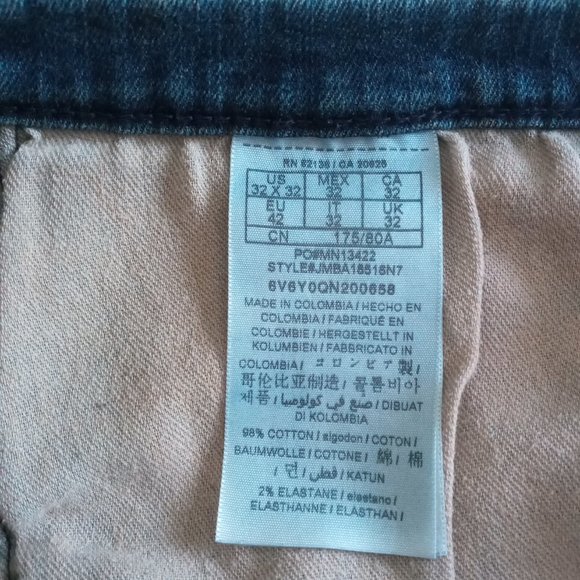 RN 62136 / CA 20928
US MEX CA
32 X 32 32 32
EU IT UK
42 32 32
CN 175/80A
PO#MN13422
STYLE#JMBA16516N7
6V6Y0QN200658
MADE IN COLOMBIA / HECHO EN
COLOMBIA / FABRIQUÉ EN
COLOMBIE / HERGESTELLT IN
KOLUMBIEN / FABBRICATO IN
COLOMBIA / コロンビア製 /
哥伦比亚制造 / 콜롬비아
제품 / صنع في كولومبيا / DIBUAT
DI KOLOMBIA
98% COTTON / algodon / COTON /
BAUMWOLLE / COTONE / 綿 / 棉
/ 면 / قطن / KATUN
2% ELASTANE / elastano /
ELASTHANNE / ELASTHAN /